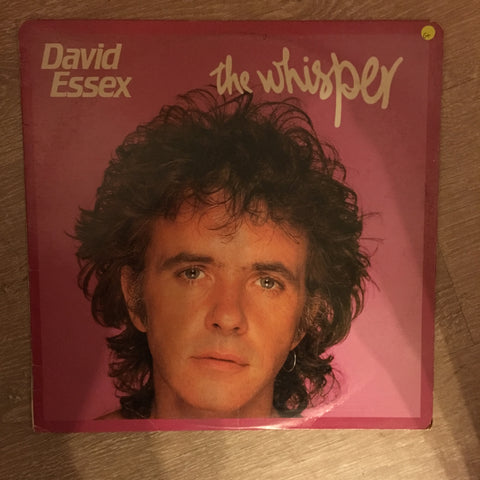 David
Essex
the whisper